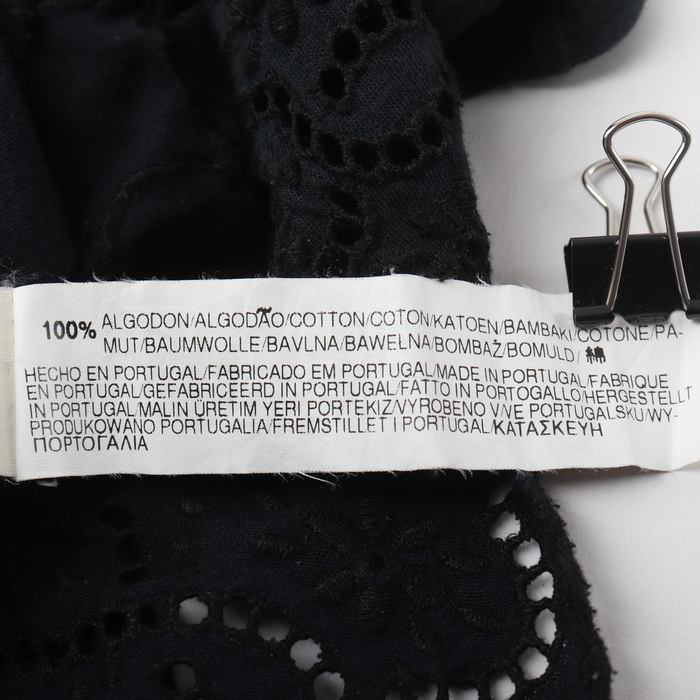 100% ALGODON/ALGODÃO/COTTON/COTON/KATOEN/BAMBAKI/COTONE/PA-
MUT/BAUMWOLLE/BAVLNA/BAWEŁNA/BOMBAŻ/BOMULD/
HECHO EN PORTUGAL/FABRICADO EM PORTUGAL/MADE IN PORTUGAL/FABRIQUE
EN PORTUGAL/GEFABRICEERD IN PORTUGAL/FATTO IN PORTOGALLO/HERGESTELLT
IN PORTUGAL/MALIN ÜRETIM YERI PORTEKIZ/VYROBENO V/VE PORTUGALSKU/WY-
PRODUKOWANO PORTUGALIA/FREMSTILLET I PORTUGAL/ΚΑΤΑΣΚΕΥΗ
ΠΟΡΤΟΓΑΛΙΑ